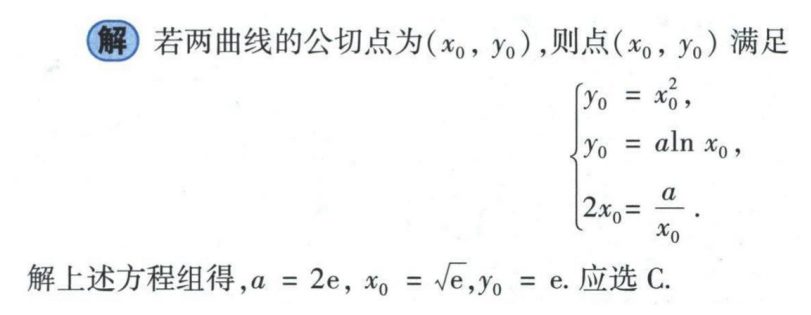 解 若两曲线的公切点为(x₀, y₀),则点(x₀, y₀) 满足
y₀ = x₀²,
y₀ = aln x₀,
2x₀= a/x₀.
解上述方程组得,a = 2e, x₀ = √e,y₀ = e. 应选 C.